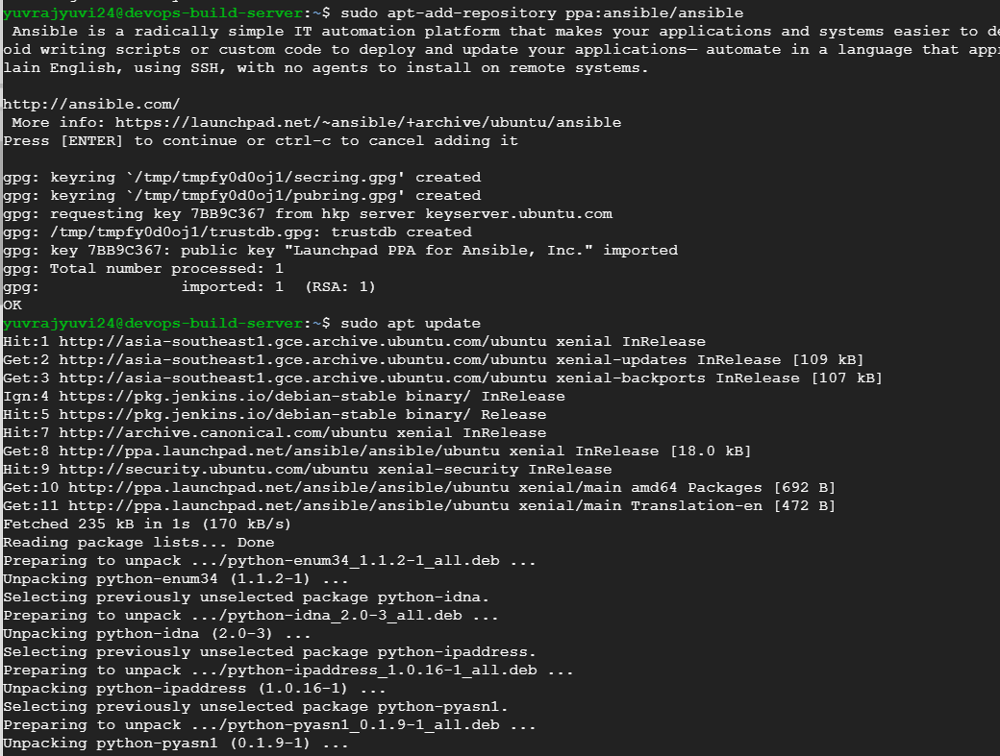 yuvrajyuvi24@devops-build-server:~$ sudo apt-add-repository ppa:ansible/ansible
 Ansible is a radically simple IT automation platform that makes your applications and systems easier to de
oid writing scripts or custom code to deploy and update your applications— automate in a language that app
lain English, using SSH, with no agents to install on remote systems.

http://ansible.com/
 More info: https://launchpad.net/~ansible/+archive/ubuntu/ansible
Press [ENTER] to continue or ctrl-c to cancel adding it

gpg: keyring `/tmp/tmpfy0d0oj1/secring.gpg' created
gpg: keyring `/tmp/tmpfy0d0oj1/pubring.gpg' created
gpg: requesting key 7BB9C367 from hkp server keyserver.ubuntu.com
gpg: /tmp/tmpfy0d0oj1/trustdb.gpg: trustdb created
gpg: key 7BB9C367: public key "Launchpad PPA for Ansible, Inc." imported
gpg: Total number processed: 1
gpg:               imported: 1  (RSA: 1)
OK
yuvrajyuvi24@devops-build-server:~$ sudo apt update
Hit:1 http://asia-southeast1.gce.archive.ubuntu.com/ubuntu xenial InRelease
Get:2 http://asia-southeast1.gce.archive.ubuntu.com/ubuntu xenial-updates InRelease [109 kB]
Get:3 http://asia-southeast1.gce.archive.ubuntu.com/ubuntu xenial-backports InRelease [107 kB]
Ign:4 https://pkg.jenkins.io/debian-stable binary/ InRelease
Hit:5 https://pkg.jenkins.io/debian-stable binary/ Release
Hit:7 http://archive.canonical.com/ubuntu xenial InRelease
Get:8 http://ppa.launchpad.net/ansible/ansible/ubuntu xenial InRelease [18.0 kB]
Hit:9 http://security.ubuntu.com/ubuntu xenial-security InRelease
Get:10 http://ppa.launchpad.net/ansible/ansible/ubuntu xenial/main amd64 Packages [692 B]
Get:11 http://ppa.launchpad.net/ansible/ansible/ubuntu xenial/main Translation-en [472 B]
Fetched 235 kB in 1s (170 kB/s)
Reading package lists... Done
Preparing to unpack .../python-enum34_1.1.2-1_all.deb ...
Unpacking python-enum34 (1.1.2-1) ...
Selecting previously unselected package python-idna.
Preparing to unpack .../python-idna_2.0-3_all.deb ...
Unpacking python-idna (2.0-3) ...
Selecting previously unselected package python-ipaddress.
Preparing to unpack .../python-ipaddress_1.0.16-1_all.deb ...
Unpacking python-ipaddress (1.0.16-1) ...
Selecting previously unselected package python-pyasn1.
Preparing to unpack .../python-pyasn1_0.1.9-1_all.deb ...
Unpacking python-pyasn1 (0.1.9-1) ...